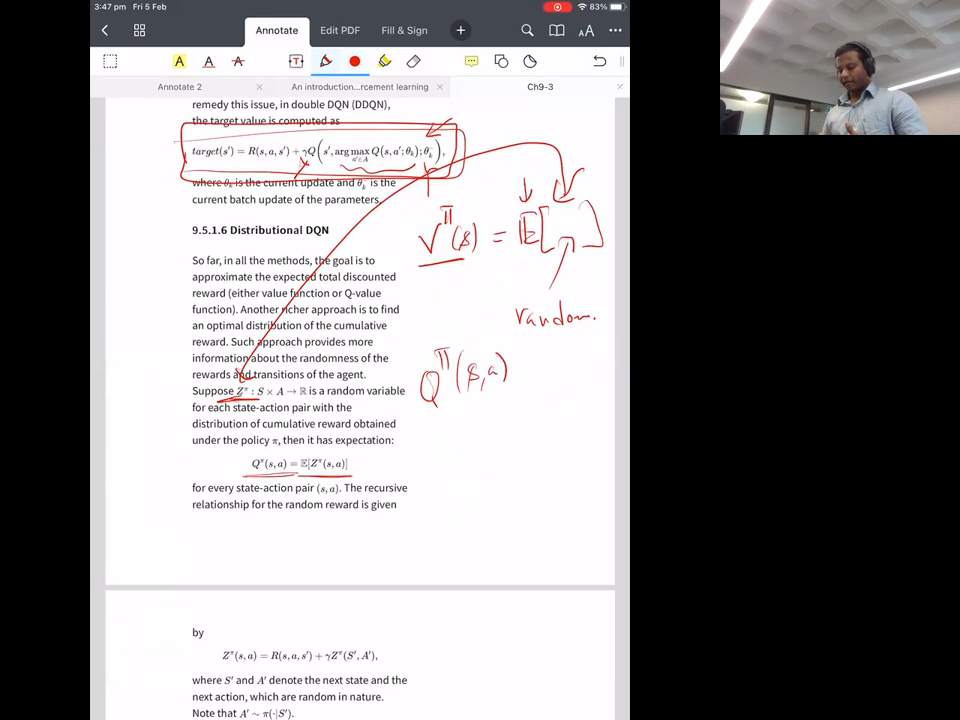 3:47 pm Fri 5 Feb
83%
Annotate
Edit PDF
Fill & Sign
AA
A
A
A
T
Annotate 2
An introduction...rcement learning
Ch9-3
remedy this issue, in double DQN (DDQN),
the target value is computed as
target(s′) = R(s, a, s′) + γQ(s′, arg max_{a′∈A} Q(s, a′; θ_k); θ_k^-),
where θ_k is the current update and θ_k^- is the
current batch update of the parameters.
V^π(s) = 𝔼[ ]
random.
Q^π(s,a)
9.5.1.6 Distributional DQN
So far, in all the methods, the goal is to
approximate the expected total discounted
reward (either value function or Q-value
function). Another richer approach is to find
an optimal distribution of the cumulative
reward. Such approach provides more
information about the randomness of the
rewards and transitions of the agent.
Suppose Z^π : S × A → ℝ is a random variable
for each state-action pair with the
distribution of cumulative reward obtained
under the policy π, then it has expectation:
Q^π(s, a) = 𝔼[Z^π(s, a)]
for every state-action pair (s, a). The recursive
relationship for the random reward is given
by
Z^π(s, a) = R(s, a, s′) + γZ^π(S′, A′),
where S′ and A′ denote the next state and the
next action, which are random in nature.
Note that A′ ∼ π(·|S′).